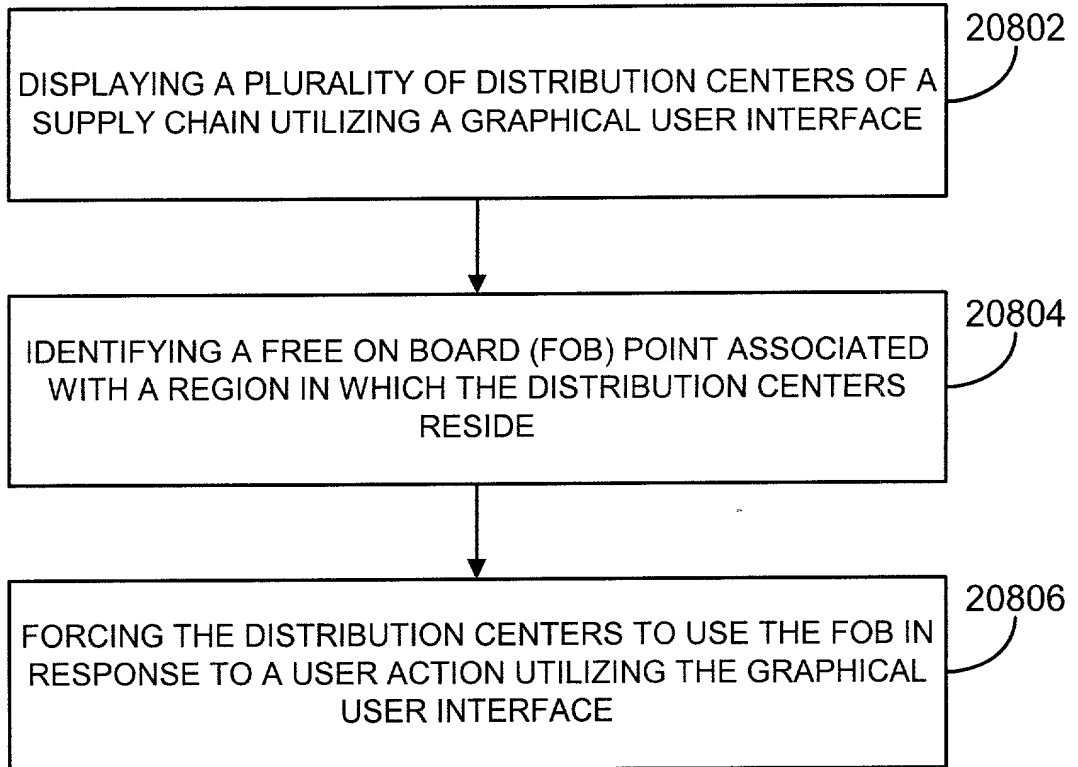 20802
DISPLAYING A PLURALITY OF DISTRIBUTION CENTERS OF A
SUPPLY CHAIN UTILIZING A GRAPHICAL USER INTERFACE
20804
IDENTIFYING A FREE ON BOARD (FOB) POINT ASSOCIATED
WITH A REGION IN WHICH THE DISTRIBUTION CENTERS
RESIDE
20806
FORCING THE DISTRIBUTION CENTERS TO USE THE FOB IN
RESPONSE TO A USER ACTION UTILIZING THE GRAPHICAL
USER INTERFACE